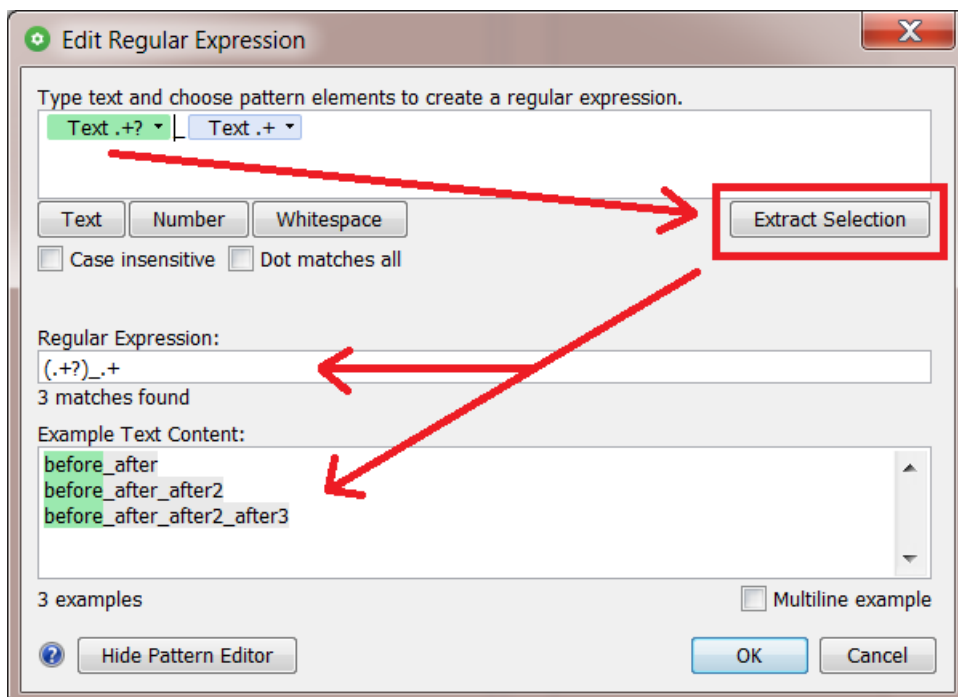 Edit Regular Expression
X
Type text and choose pattern elements to create a regular expression.
Text .+? _ Text .+
Text Number Whitespace Extract Selection
Case insensitive Dot matches all
Regular Expression:
(.+?)_.+
3 matches found
Example Text Content:
before_after
before_after_after2
before_after_after2_after3
3 examples Multiline example
? Hide Pattern Editor OK Cancel